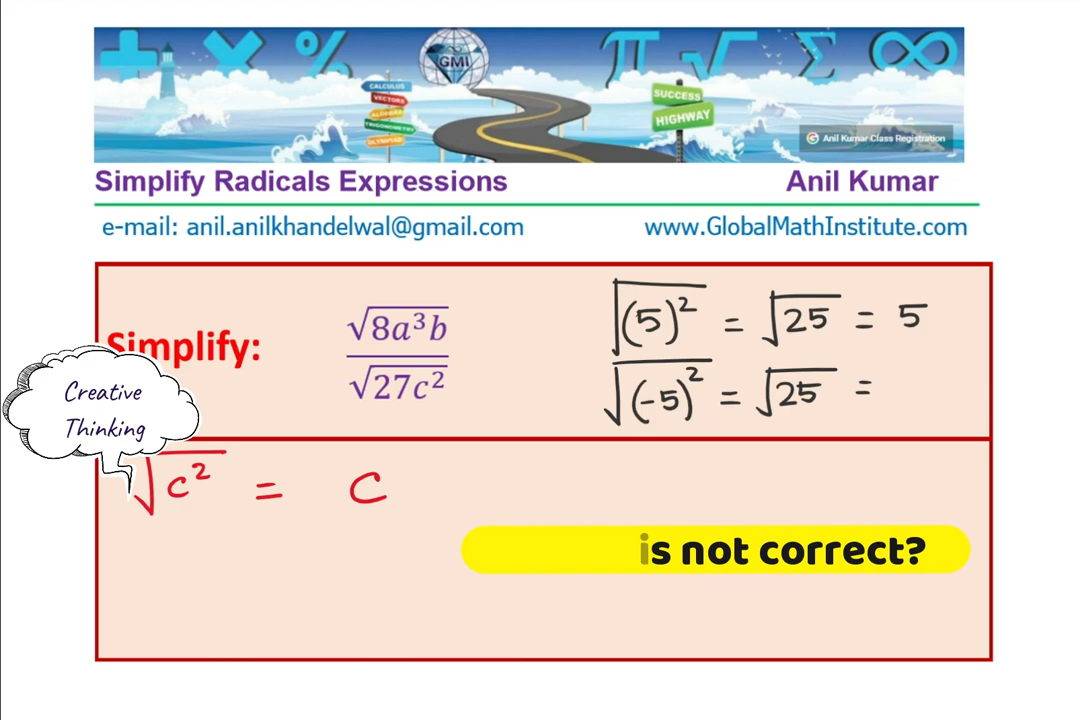 GMI
CALCULUS
VECTORS
ALGEBRA
TRIGONOMETRY
OLYMPIAD
SUCCESS
HIGHWAY
Anil Kumar Class Registration
+ × % π √ Σ ∞
Simplify Radicals Expressions Anil Kumar
e-mail: anil.anilkhandelwal@gmail.com www.GlobalMathInstitute.com
Simplify: √8a³b / √27c²
√(5)² = √25 = 5
√(-5)² = √25 =
Creative
Thinking
√c² = c
is not correct?